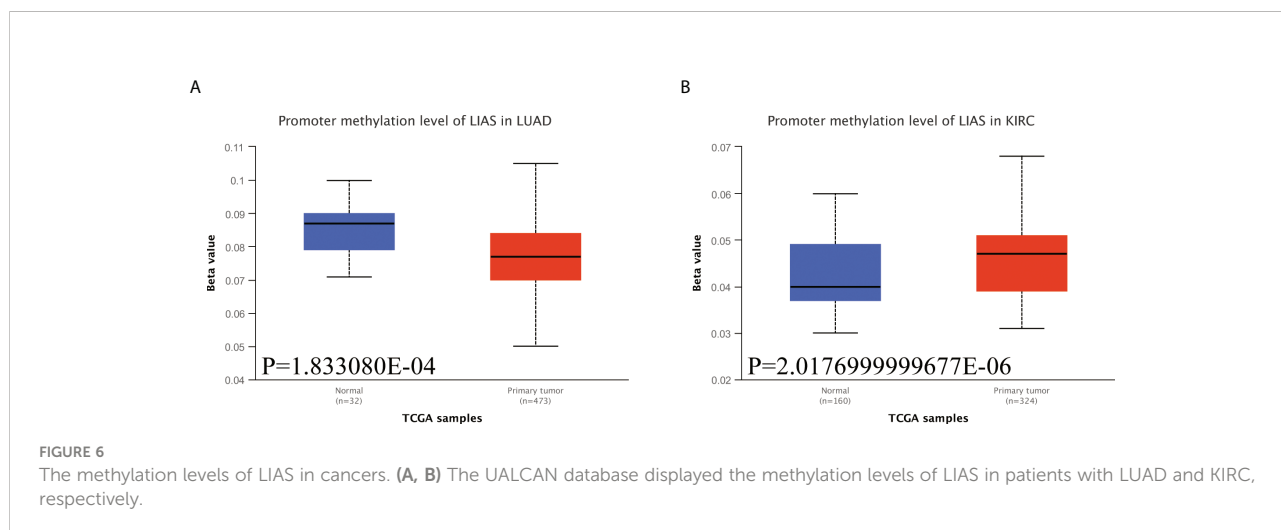 A
Promoter methylation level of LIAS in LUAD
0.11
0.1
0.09
0.08
0.07
0.06
0.05
0.04
Beta value
P=1.833080E-04
Normal
(n=32)
Primary tumor
(n=473)
TCGA samples
B
Promoter methylation level of LIAS in KIRC
0.07
0.06
0.05
0.04
0.03
0.02
Beta value
P=2.0176999999677E-06
Normal
(n=160)
Primary tumor
(n=324)
TCGA samples
FIGURE 6
The methylation levels of LIAS in cancers. (A, B) The UALCAN database displayed the methylation levels of LIAS in patients with LUAD and KIRC,
respectively.